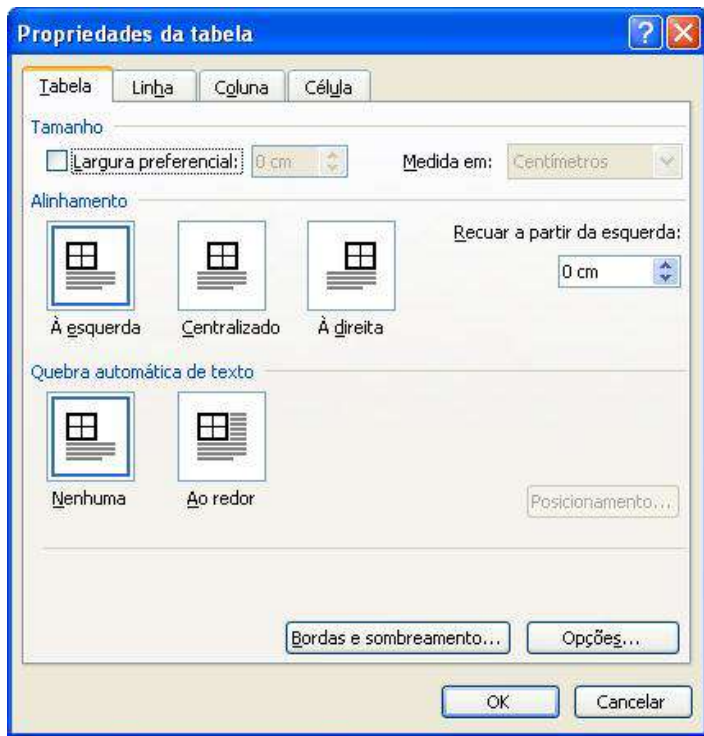 Propriedades da tabela
Tabela Linha Coluna Célula
Tamanho
Largura preferencial: 0 cm Medida em: Centímetros
Alinhamento
Recuar a partir da esquerda:
0 cm
À esquerda Centralizado À direita
Quebra automática de texto
Nenhuma Ao redor
Posicionamento...
Bordas e sombreamento... Opções...
OK Cancelar